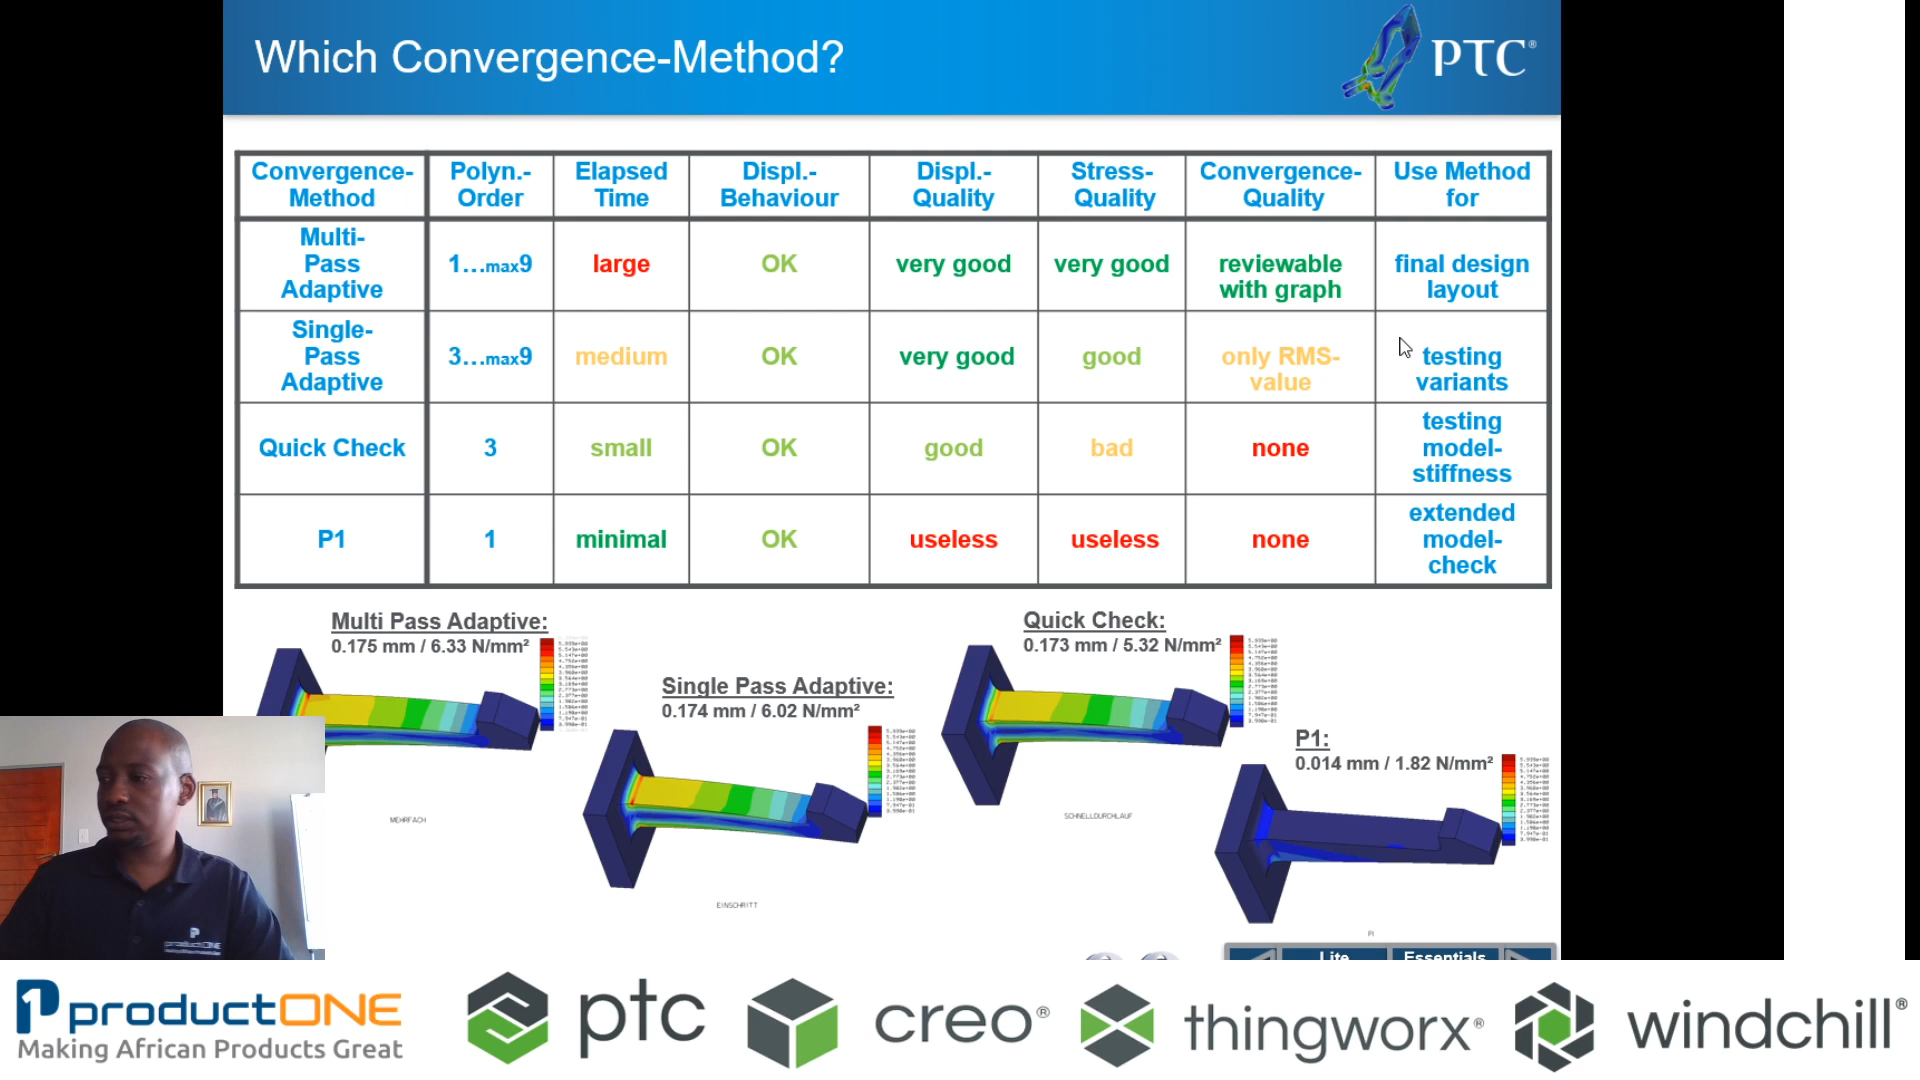 Which Convergence-Method?
PTC®
Convergence-
Method
Polyn.-
Order
Elapsed
Time
Displ.-
Behaviour
Displ.-
Quality
Stress-
Quality
Convergence-
Quality
Use Method
for
Multi-
Pass
Adaptive
1...max9
large
OK
very good
very good
reviewable
with graph
final design
layout
Single-
Pass
Adaptive
3...max9
medium
OK
very good
good
only RMS-
value
testing
variants
Quick Check
3
small
OK
good
bad
none
testing
model-
stiffness
P1
1
minimal
OK
useless
useless
none
extended
model-
check
Multi Pass Adaptive:
0.175 mm / 6.33 N/mm²
MEHRFACH
Single Pass Adaptive:
0.174 mm / 6.02 N/mm²
EINSCHRITT
Quick Check:
0.173 mm / 5.32 N/mm²
SCHNELLDURCHLAUF
P1:
0.014 mm / 1.82 N/mm²
P1
Lite
Essentials
productONE
productONE
Making African Products Great
ptc
creo®
thingworx®
windchill®